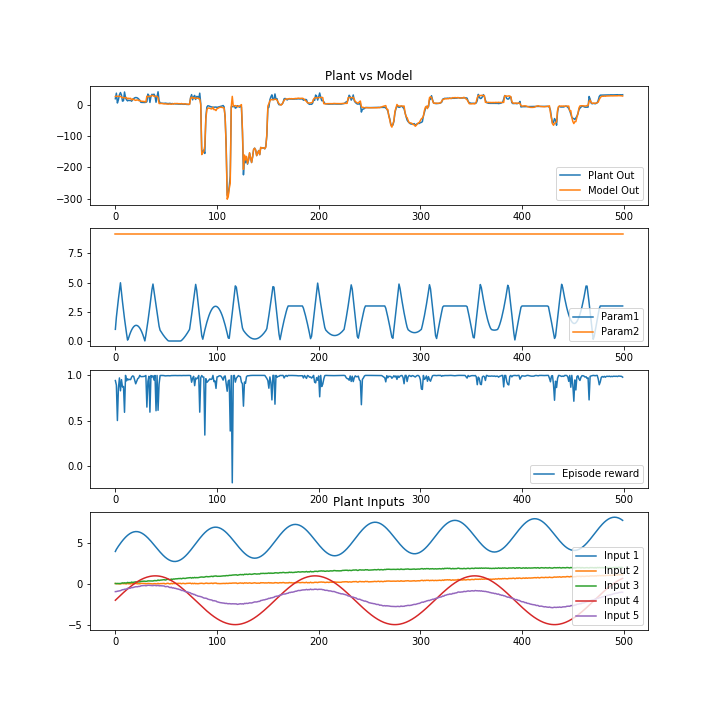 Plant vs Model
0
−100
−200
−300
Plant Out
Model Out
0 100 200 300 400 500
7.5
5.0
2.5
0.0
Param1
Param2
0 100 200 300 400 500
1.0
0.5
0.0
Episode reward
0 100 200 300 400 500
Plant Inputs
5
0
−5
Input 1
Input 2
Input 3
Input 4
Input 5
0 100 200 300 400 500